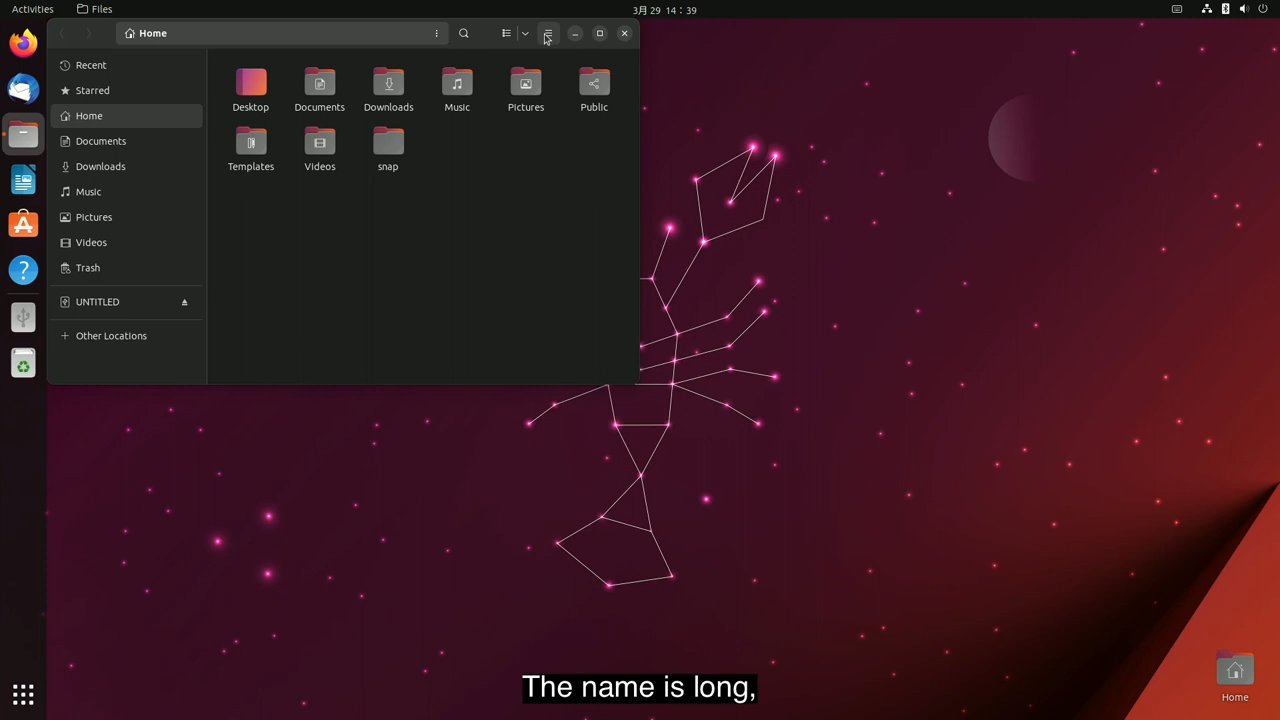 Activities
Files
3月 29 14：39
Home
Recent
Starred
Home
Documents
Downloads
Music
Pictures
Videos
Trash
UNTITLED
Other Locations
Desktop
Documents
Downloads
Music
Pictures
Public
Templates
Videos
snap
Home
The name is long,